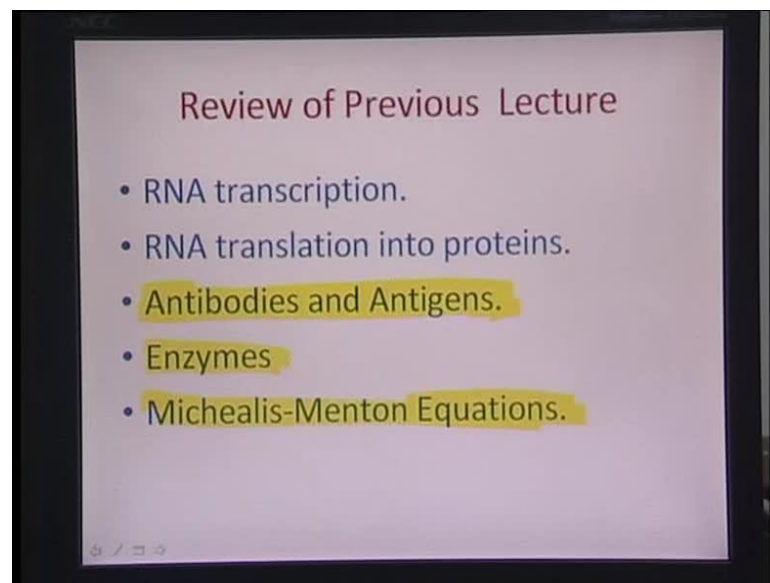 Review of Previous Lecture
• RNA transcription.
• RNA translation into proteins.
• Antibodies and Antigens.
• Enzymes
• Michealis-Menton Equations.